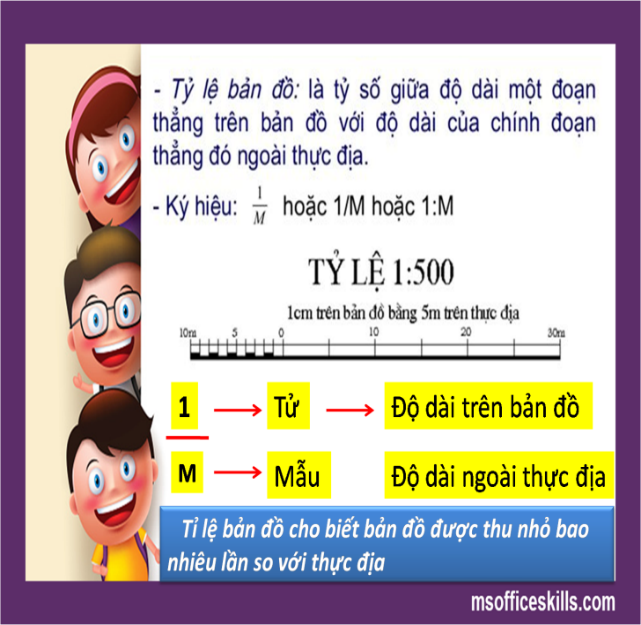 - Tỷ lệ bản đồ: là tỷ số giữa độ dài một đoạn
thẳng trên bản đồ với độ dài của chính đoạn
thẳng đó ngoài thực địa.
- Ký hiệu: 1/M hoặc 1/M hoặc 1:M
TỶ LỆ 1:500
1cm trên bản đồ bằng 5m trên thực địa
10m 5 0 10 20 30m
1 Tử Độ dài trên bản đồ
M Mẫu Độ dài ngoài thực địa
Tỉ lệ bản đồ cho biết bản đồ được thu nhỏ bao
nhiêu lần so với thực địa
msofficeskills.com